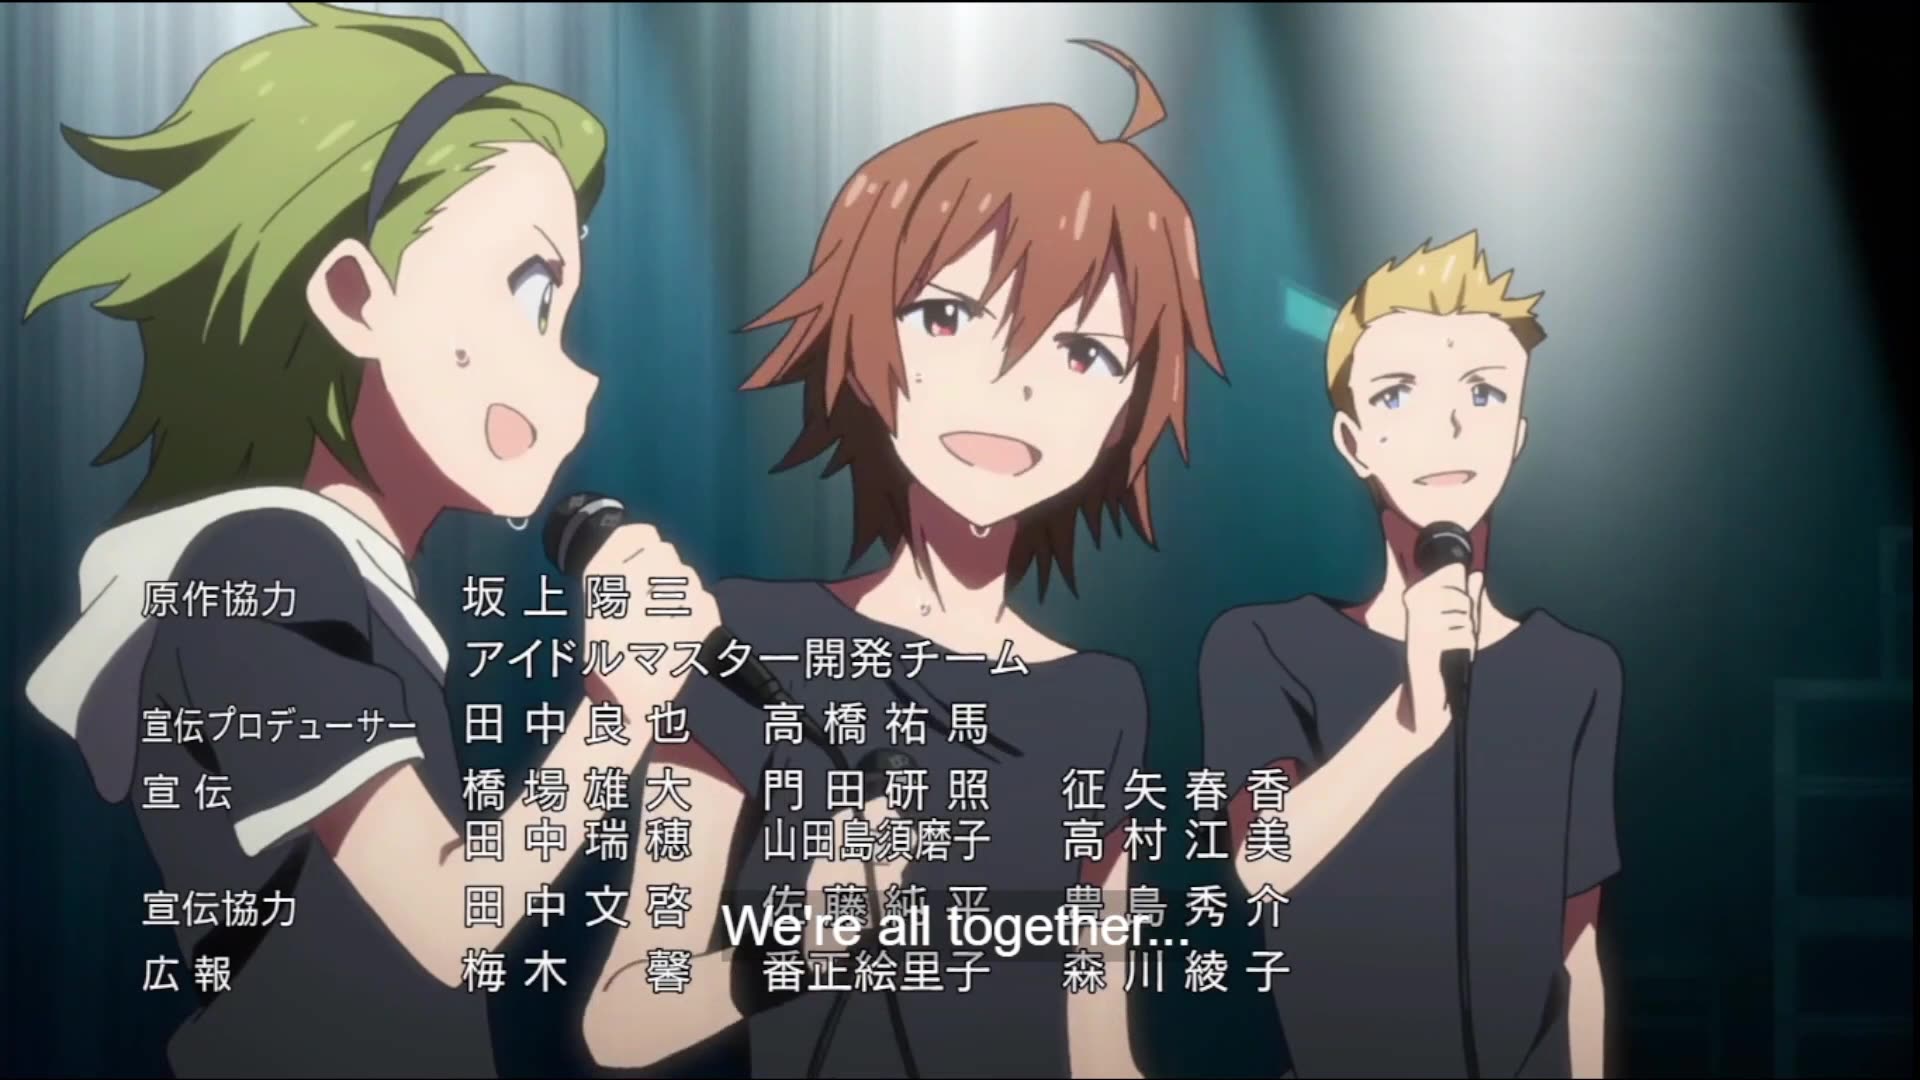 原作協力 坂上陽三
アイドルマスター開発チーム
宣伝プロデューサー 田中良也 高橋祐馬
宣伝 橋場雄大 門田研照 征矢春香
田中瑞穂 山田島須磨子 高村江美
宣伝協力 田中文啓 佐藤純平 豊島秀介
We're all together...
広報 梅木馨 番正絵里子 森川綾子